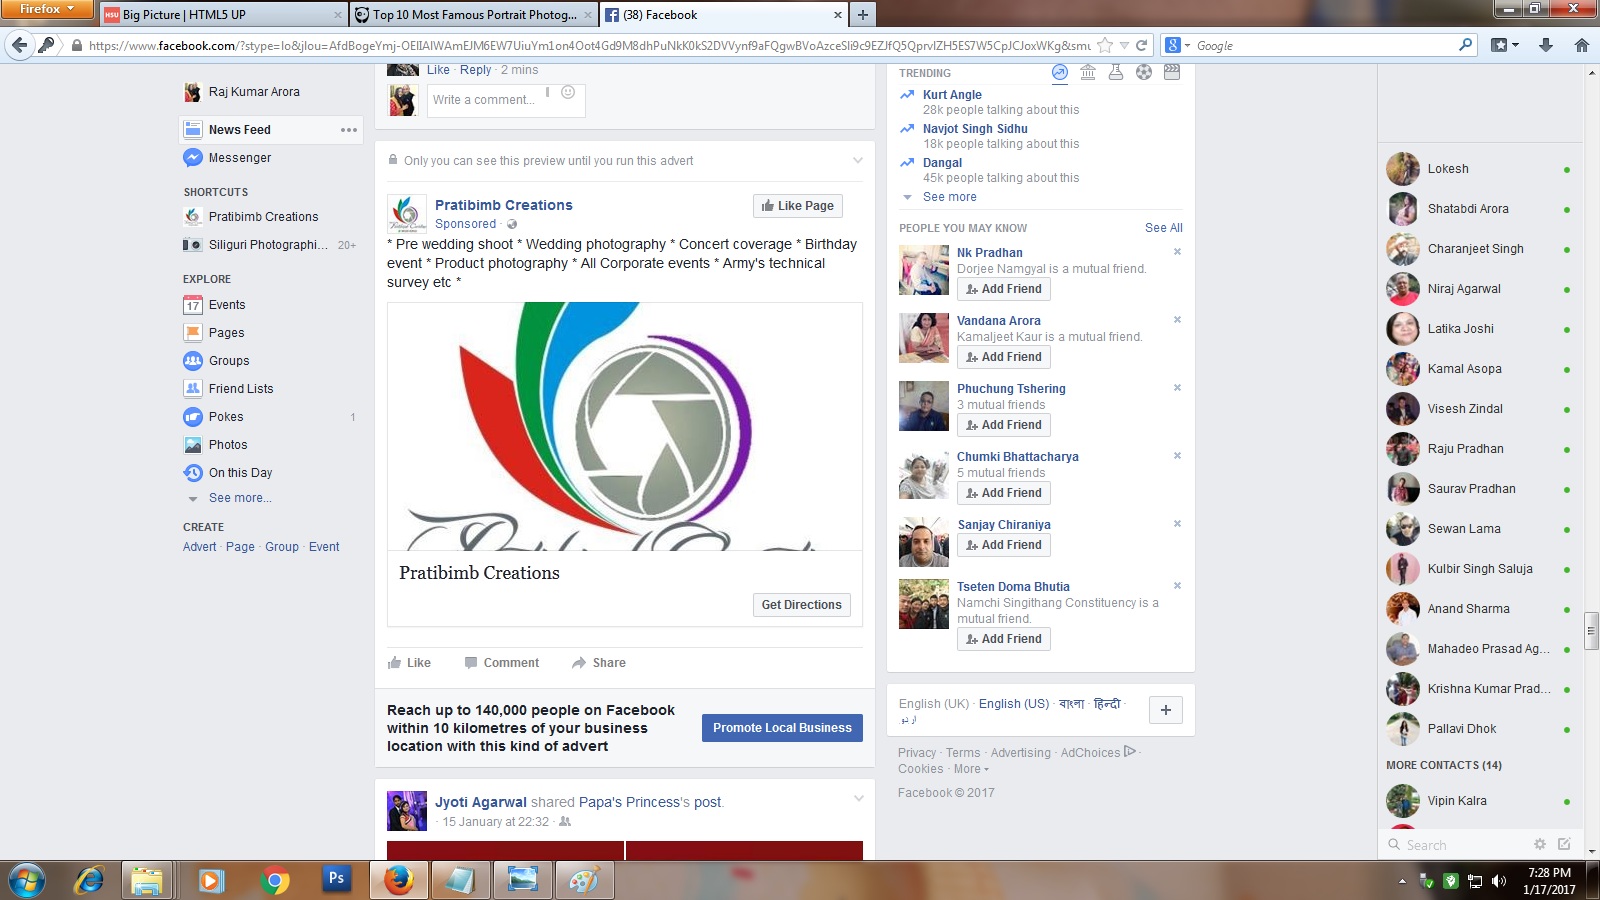 Firefox
Big Picture | HTML5 UP
Top 10 Most Famous Portrait Photog...
(38) Facebook
https://www.facebook.com/?stype=lo&jlou=AfdBogeYmj-OEIIAIWAmEJM6EW7UiuYm1on4Oot4Gd9M8dhPuNkK0kS2DVVynf9aFQgwBVoAzceSli9c9EZJfQ5QprvIZH5ES7W5CpJCJoxWKg&smu
Google
Raj Kumar Arora
News Feed
Messenger
SHORTCUTS
Pratibimb Creations
Siliguri Photographi... 20+
EXPLORE
17 Events
Pages
Groups
Friend Lists
Pokes 1
Photos
On this Day
See more...
CREATE
Advert · Page · Group · Event
Like · Reply · 2 mins
Write a comment...
Only you can see this preview until you run this advert
Pratibimb Creations
Like Page
Sponsored ·
* Pre wedding shoot * Wedding photography * Concert coverage * Birthday
event * Product photography * All Corporate events * Army's technical
survey etc *
Pratibimb Creations
Get Directions
Like Comment Share
Reach up to 140,000 people on Facebook
within 10 kilometres of your business
location with this kind of advert
Promote Local Business
Jyoti Agarwal shared Papa's Princess's post.
· 15 January at 22:32 ·
TRENDING
Kurt Angle
28k people talking about this
Navjot Singh Sidhu
18k people talking about this
Dangal
45k people talking about this
See more
PEOPLE YOU MAY KNOW See All
Nk Pradhan
Dorjee Namgyal is a mutual friend.
Add Friend
Vandana Arora
Kamaljeet Kaur is a mutual friend.
Add Friend
Phuchung Tshering
3 mutual friends
Add Friend
Chumki Bhattacharya
5 mutual friends
Add Friend
Sanjay Chiraniya
Add Friend
Tseten Doma Bhutia
Namchi Singithang Constituency is a
mutual friend.
Add Friend
English (UK) · English (US) · বাংলা · हिन्दी ·
اردو
Privacy · Terms · Advertising · AdChoices ·
Cookies · More
Facebook © 2017
Lokesh
Shatabdi Arora
Charanjeet Singh
Niraj Agarwal
Latika Joshi
Kamal Asopa
Visesh Zindal
Raju Pradhan
Saurav Pradhan
Sewan Lama
Kulbir Singh Saluja
Anand Sharma
Mahadeo Prasad Ag...
Krishna Kumar Prad...
Pallavi Dhok
MORE CONTACTS (14)
Vipin Kalra
Search
Ps
7:28 PM
1/17/2017